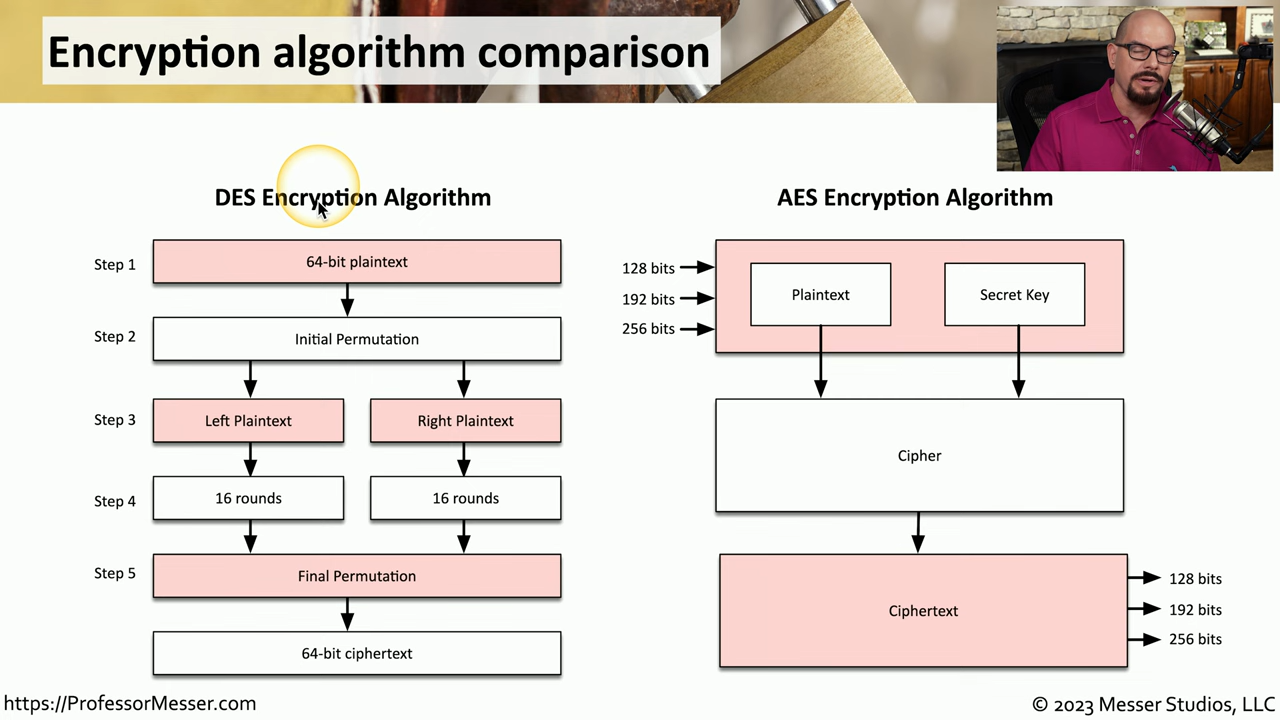 Encryption algorithm comparison
DES Encryption Algorithm
Step 1
64-bit plaintext
Step 2
Initial Permutation
Step 3
Left Plaintext
Right Plaintext
Step 4
16 rounds
16 rounds
Step 5
Final Permutation
64-bit ciphertext
AES Encryption Algorithm
128 bits
192 bits
256 bits
Plaintext
Secret Key
Cipher
Ciphertext
128 bits
192 bits
256 bits
https://ProfessorMesser.com
© 2023 Messer Studios, LLC